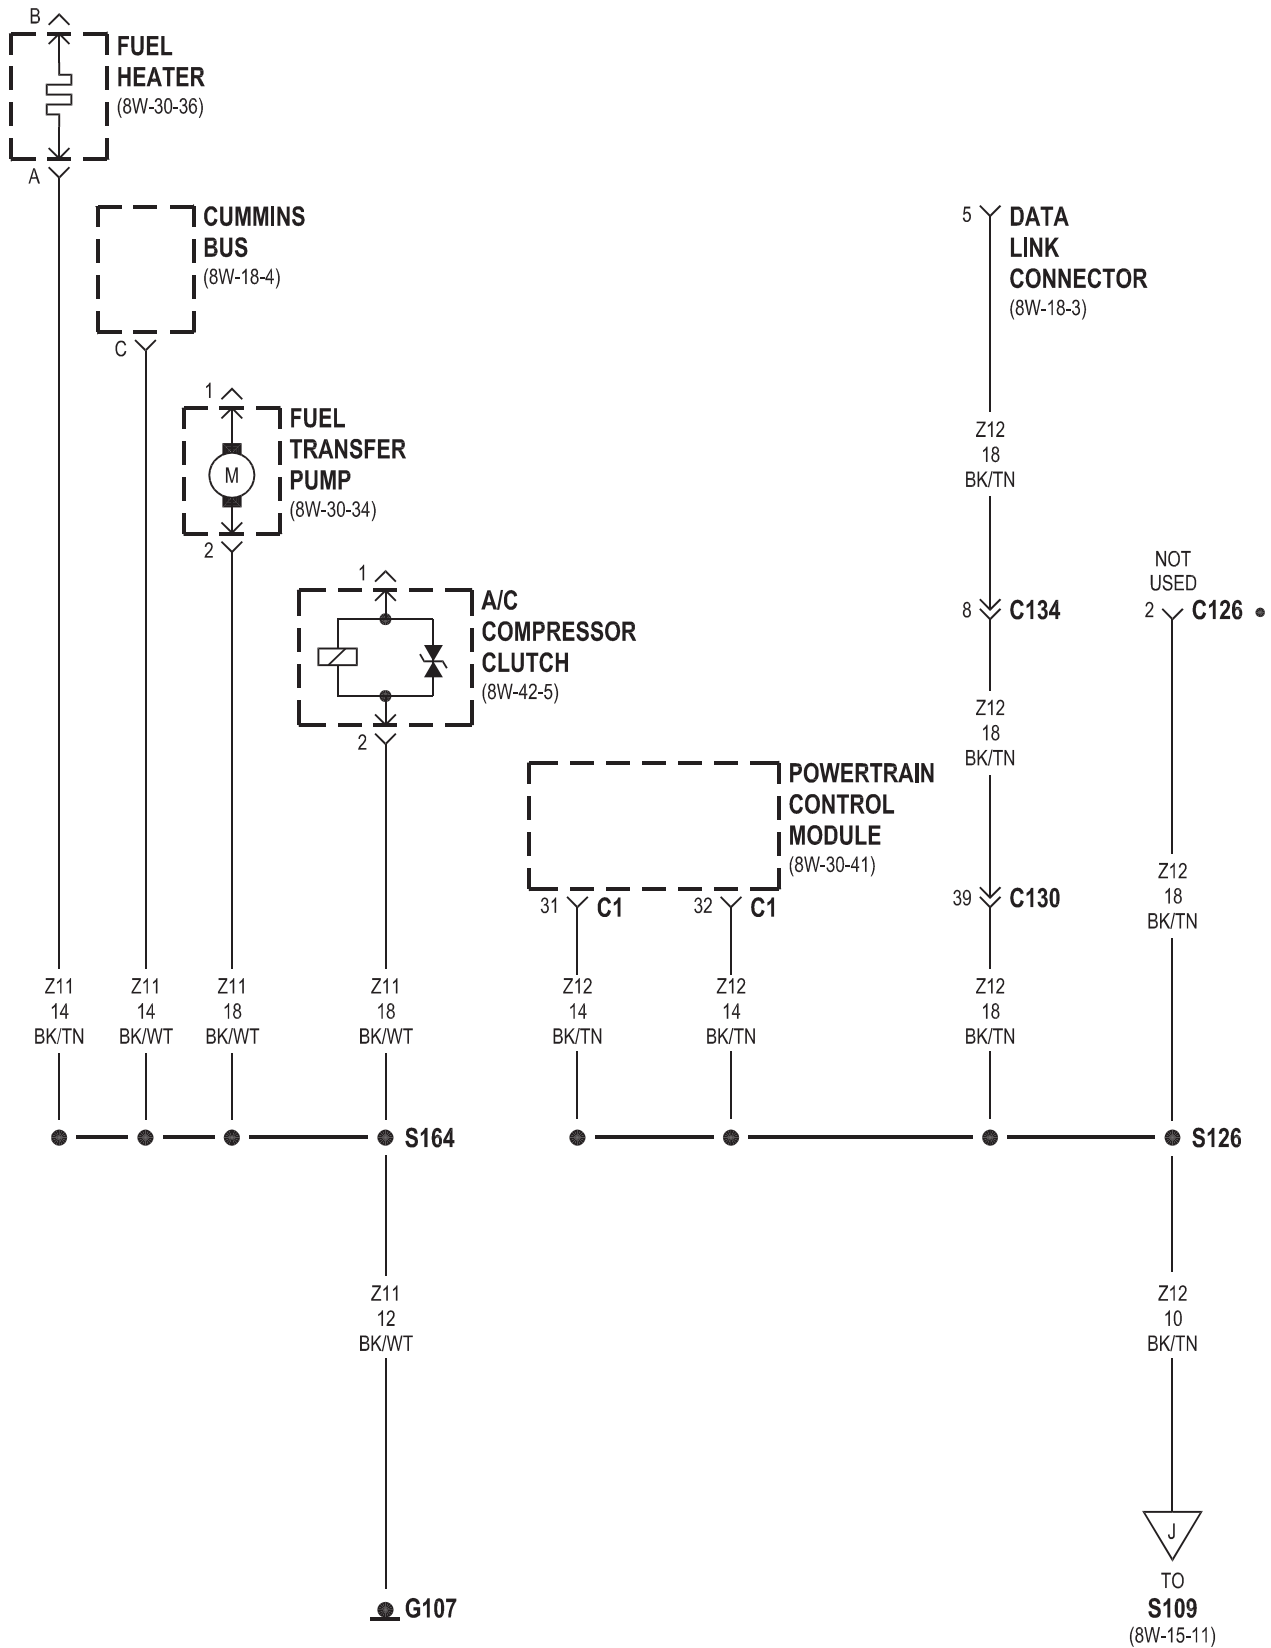 B
FUEL
HEATER
(8W-30-36)
A
CUMMINS
BUS
(8W-18-4)
C
5
DATA
LINK
CONNECTOR
(8W-18-3)
1
FUEL
TRANSFER
PUMP
(8W-30-34)
M
2
Z12
18
BK/TN
1
A/C
COMPRESSOR
CLUTCH
(8W-42-5)
2
8
C134
NOT
USED
2
C126
Z12
18
BK/TN
POWERTRAIN
CONTROL
MODULE
(8W-30-41)
31
C1
32
C1
39
C130
Z12
18
BK/TN
Z11
14
BK/TN
Z11
14
BK/WT
Z11
18
BK/WT
Z11
18
BK/WT
Z12
14
BK/TN
Z12
14
BK/TN
Z12
18
BK/TN
S164
S126
Z11
12
BK/WT
Z12
10
BK/TN
J
G107
TO
S109
(8W-15-11)